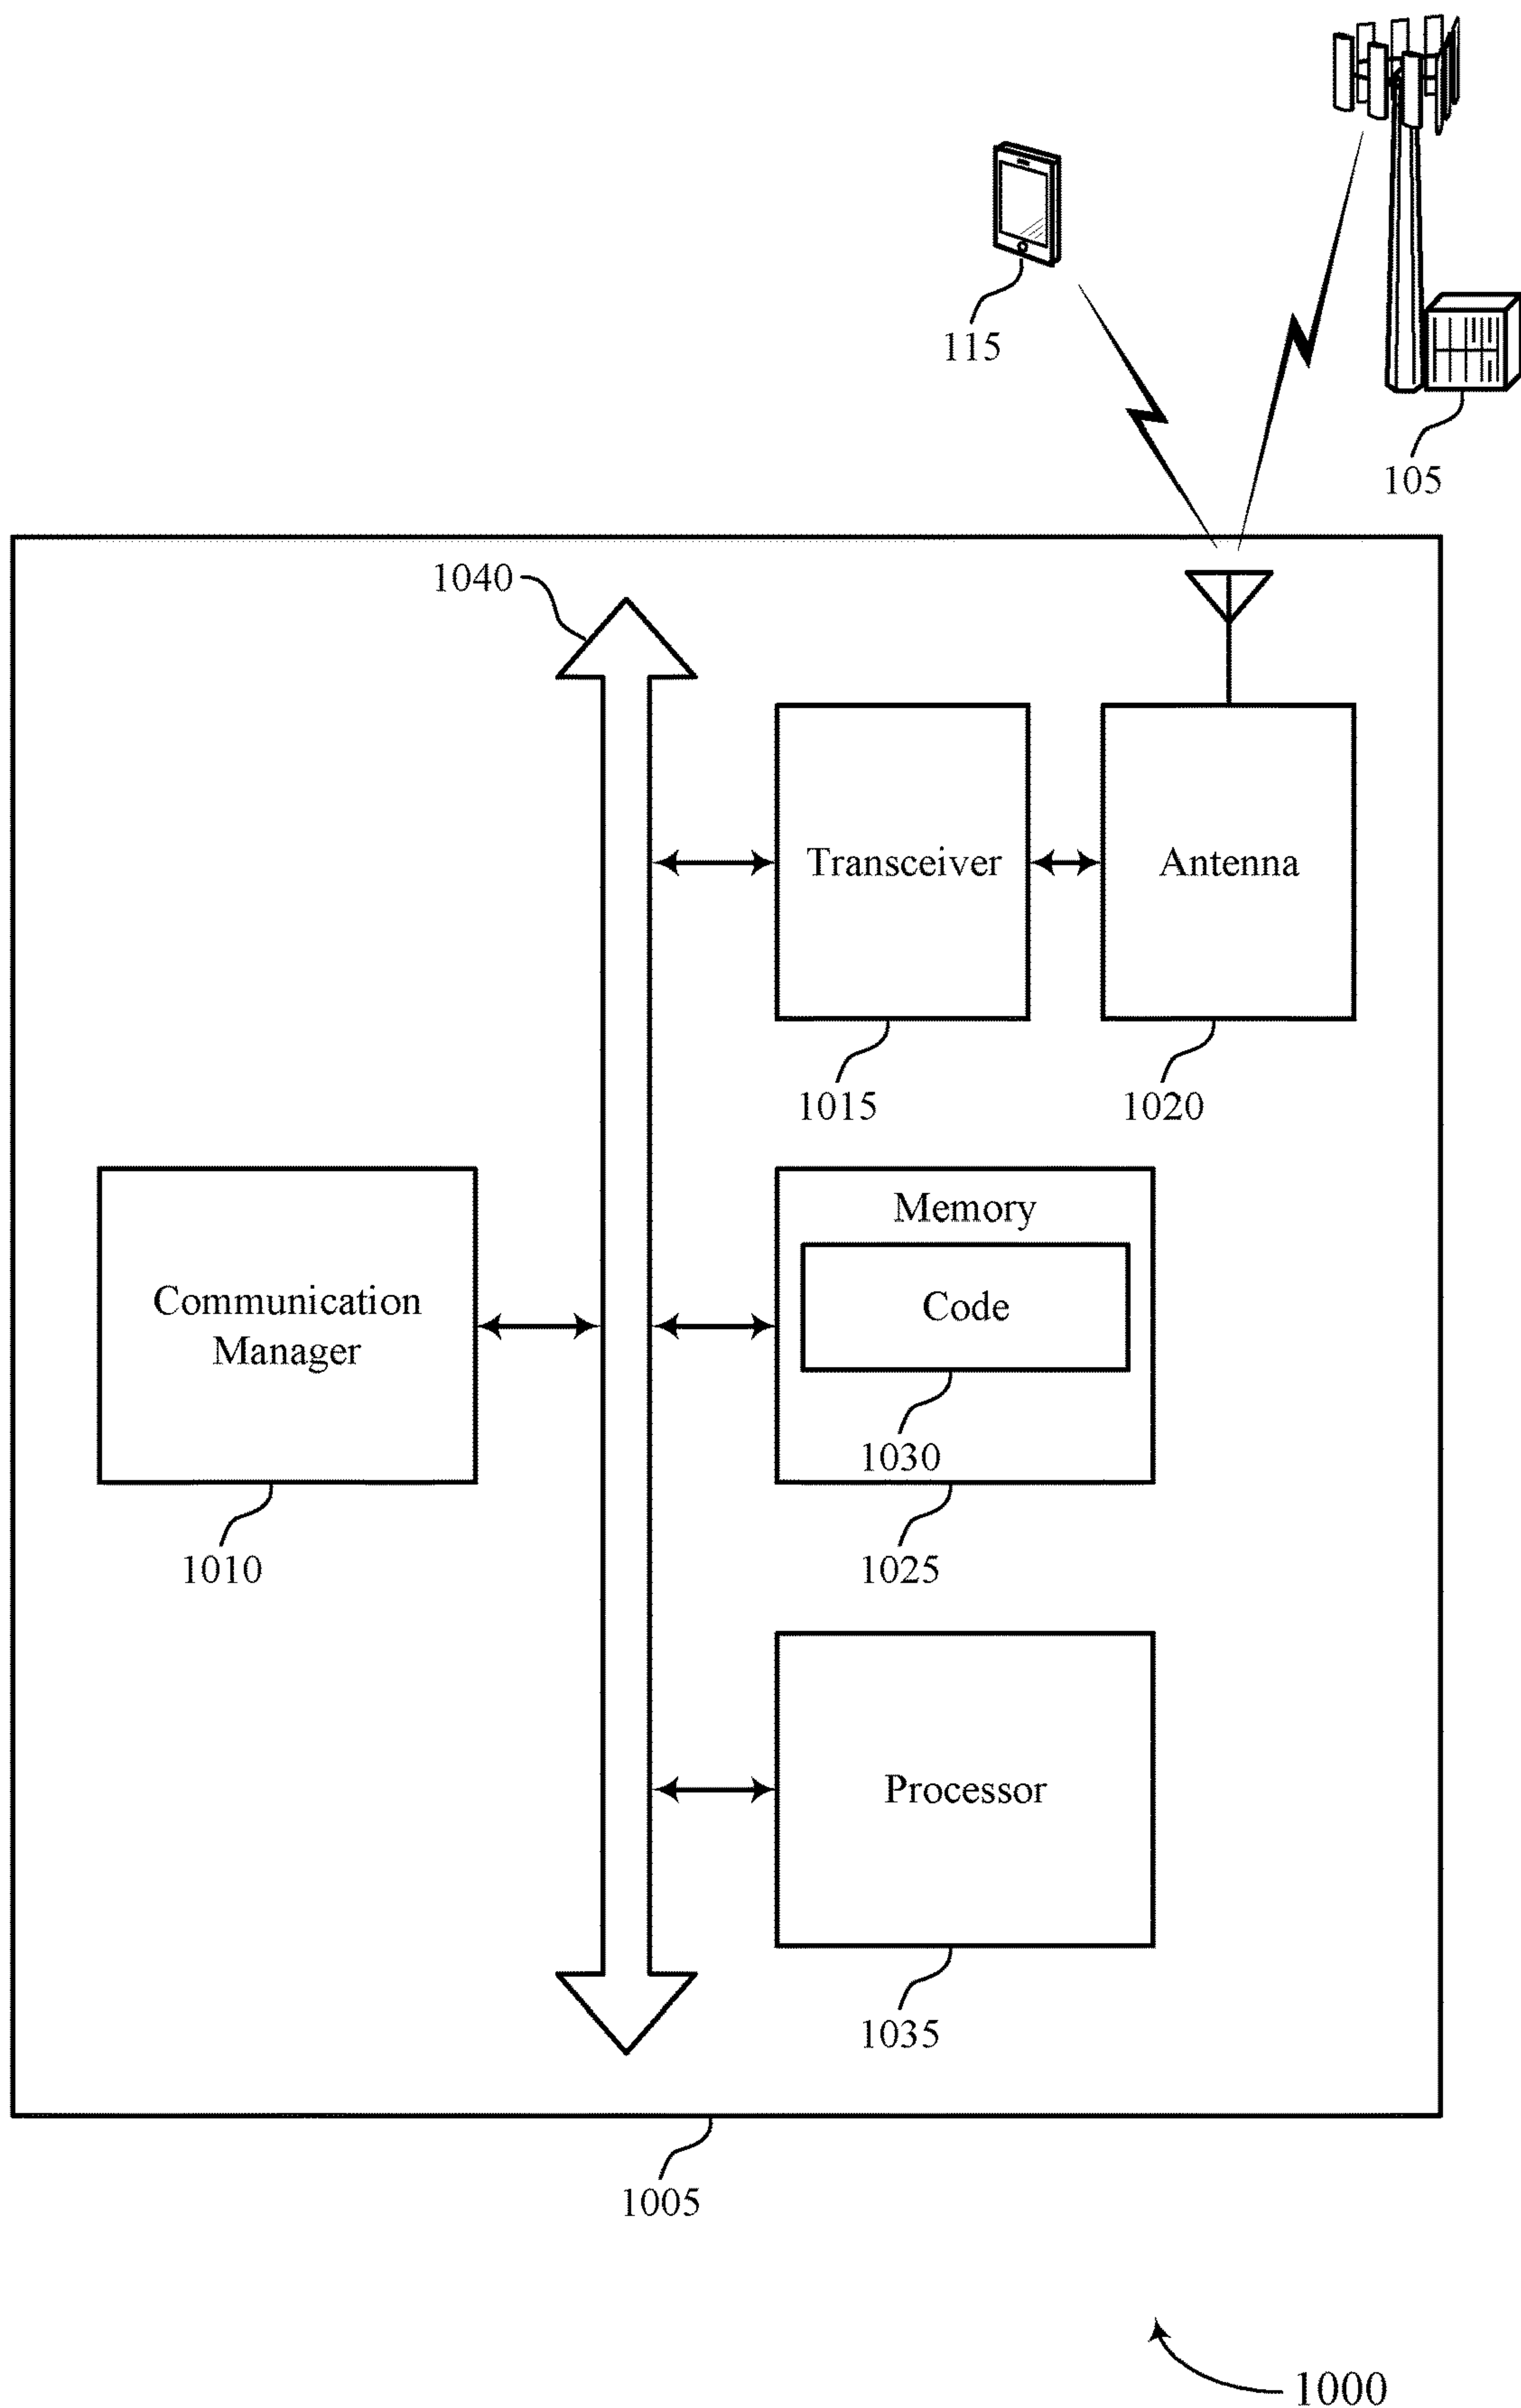 115
105
1040
Transceiver
Antenna
1015
1020
Communication
Manager
Memory
Code
1030
1010
1025
Processor
1035
1005
1000